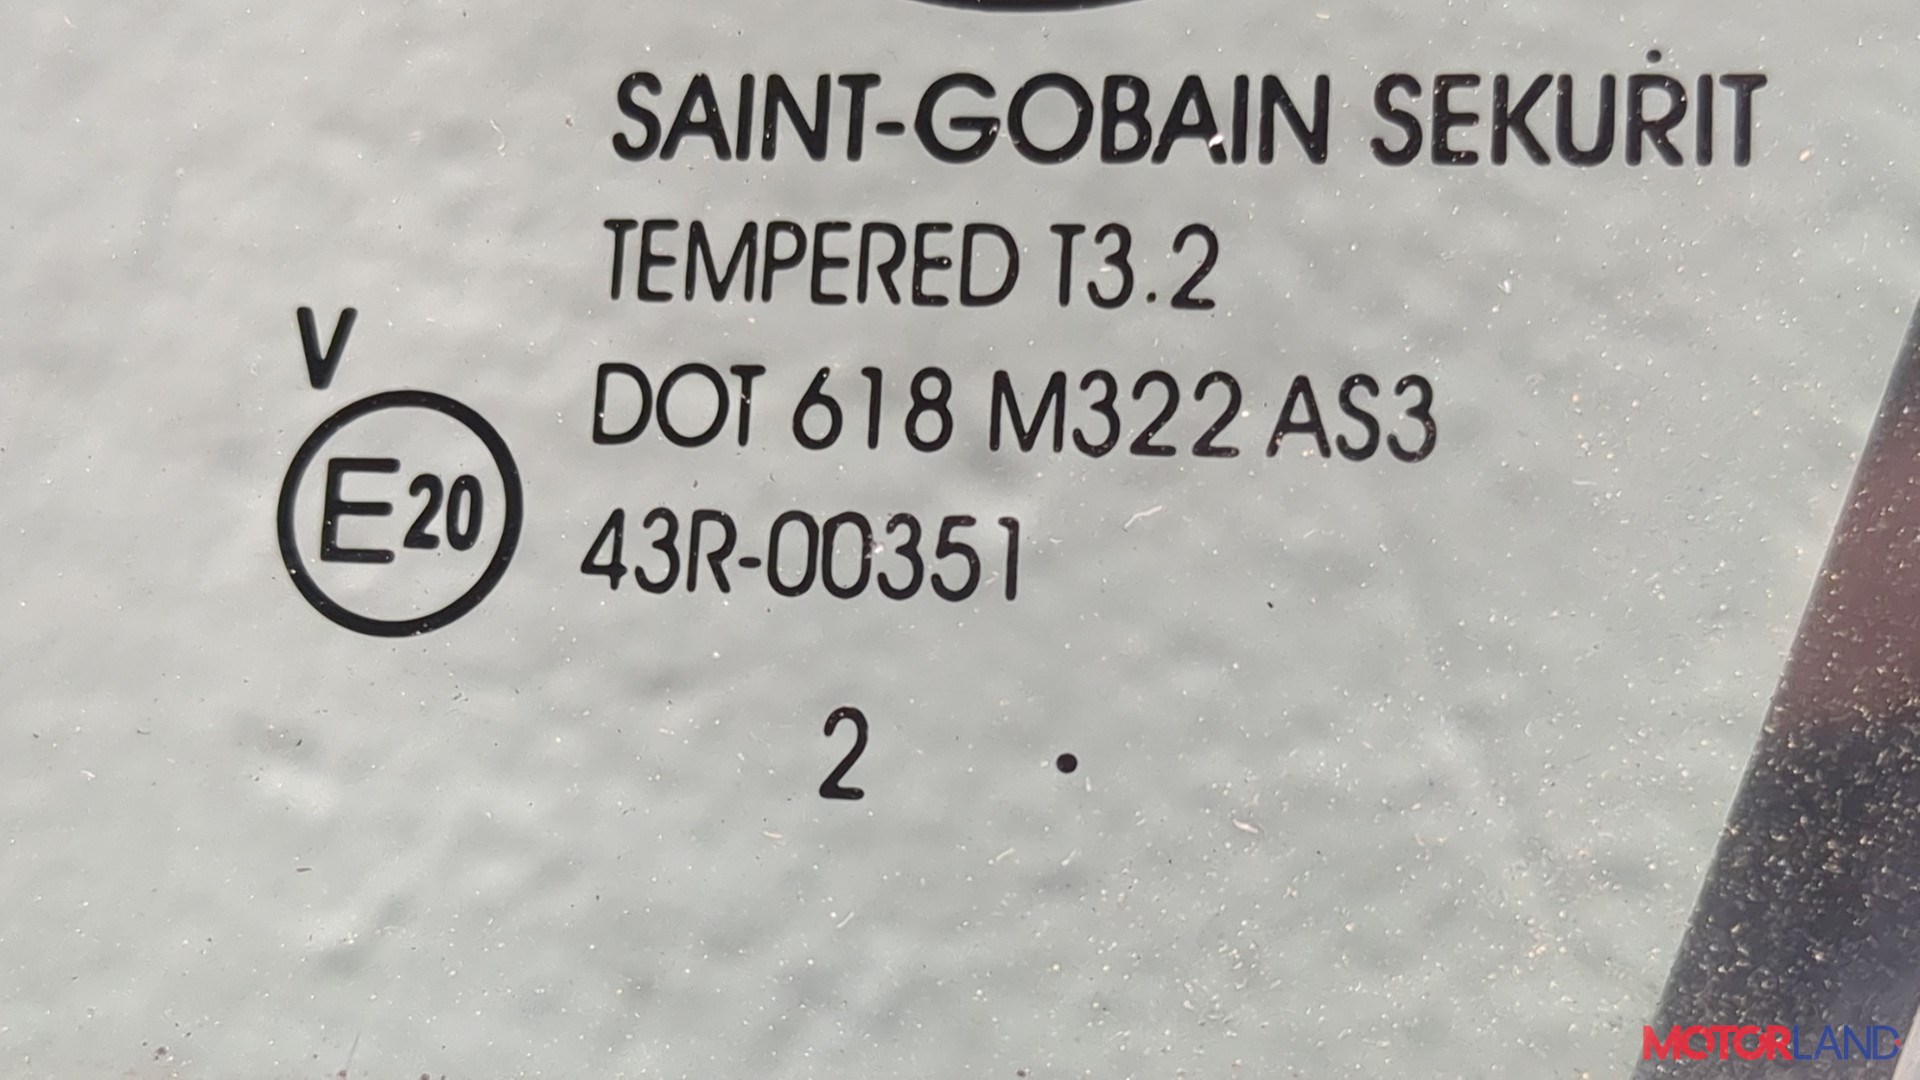 SAINT-GOBAIN SEKURIT
TEMPERED T3.2
V
DOT 618 M322 AS3
E20
43R-00351
2 .
MOTORLAND